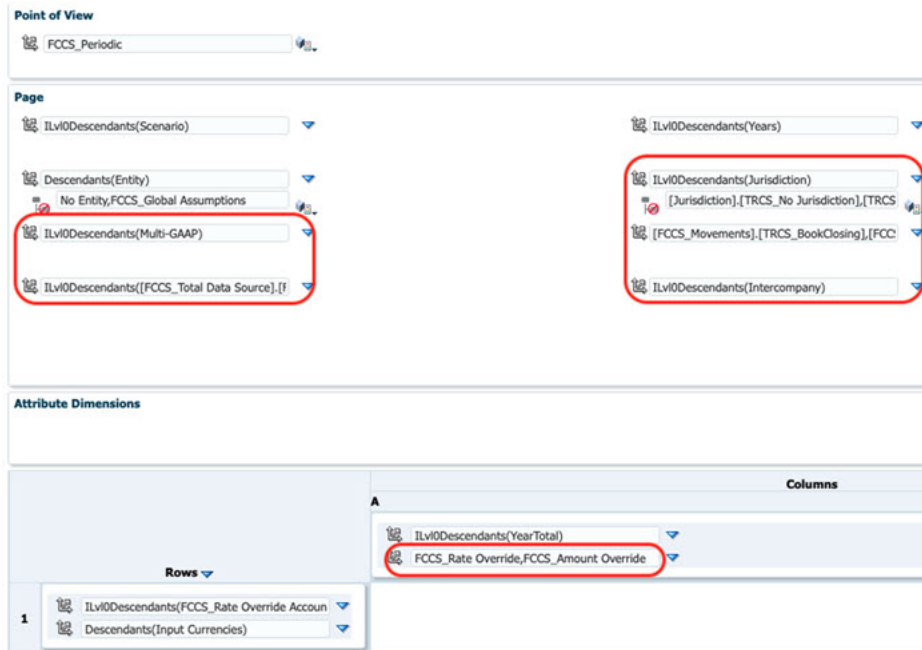 Point of View
FCCS_Periodic
Page
ILvl0Descendants(Scenario)
ILvl0Descendants(Years)
Descendants(Entity)
ILvl0Descendants(Jurisdiction)
No Entity,FCCS_Global Assumptions
[Jurisdiction].[TRCS_No Jurisdiction],[TRCS
ILvl0Descendants(Multi-GAAP)
[FCCS_Movements].[TRCS_BookClosing],[FCC
ILvl0Descendants([FCCS_Total Data Source].[F
ILvl0Descendants(Intercompany)
Attribute Dimensions
Columns
A
ILvl0Descendants(YearTotal)
FCCS_Rate Override,FCCS_Amount Override
Rows
1
ILvl0Descendants(FCCS_Rate Override Accoun
Descendants(Input Currencies)